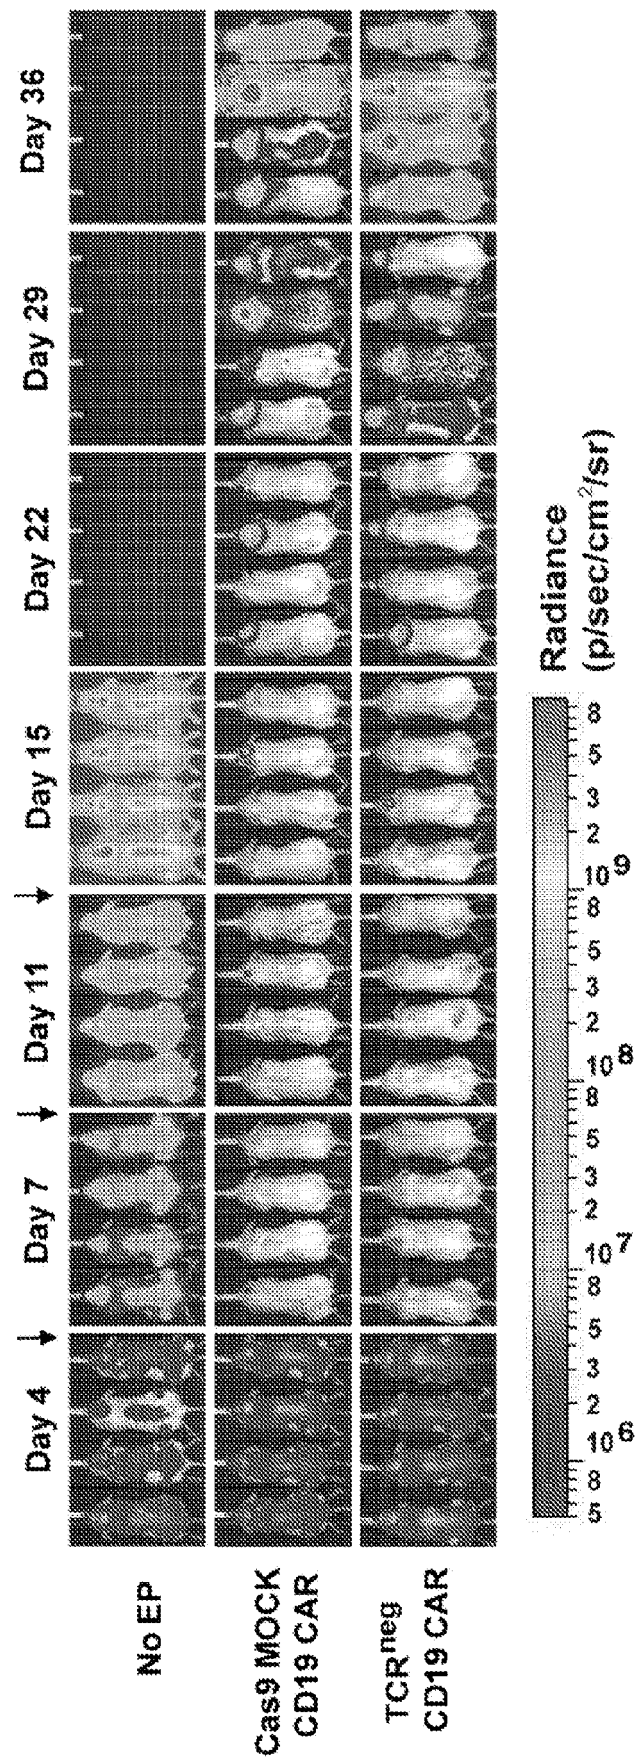 Day 4
Day 7
Day 11
Day 15
Day 22
Day 29
Day 36
No EP
Cas9 MOCK
CD19 CAR
TCR^neg
CD19 CAR
5 8 10^6 2 3 5 8 10^7 2 3 5 8 10^8 2 3 5 8 10^9 2 3 5 8
Radiance
(p/sec/cm²/sr)